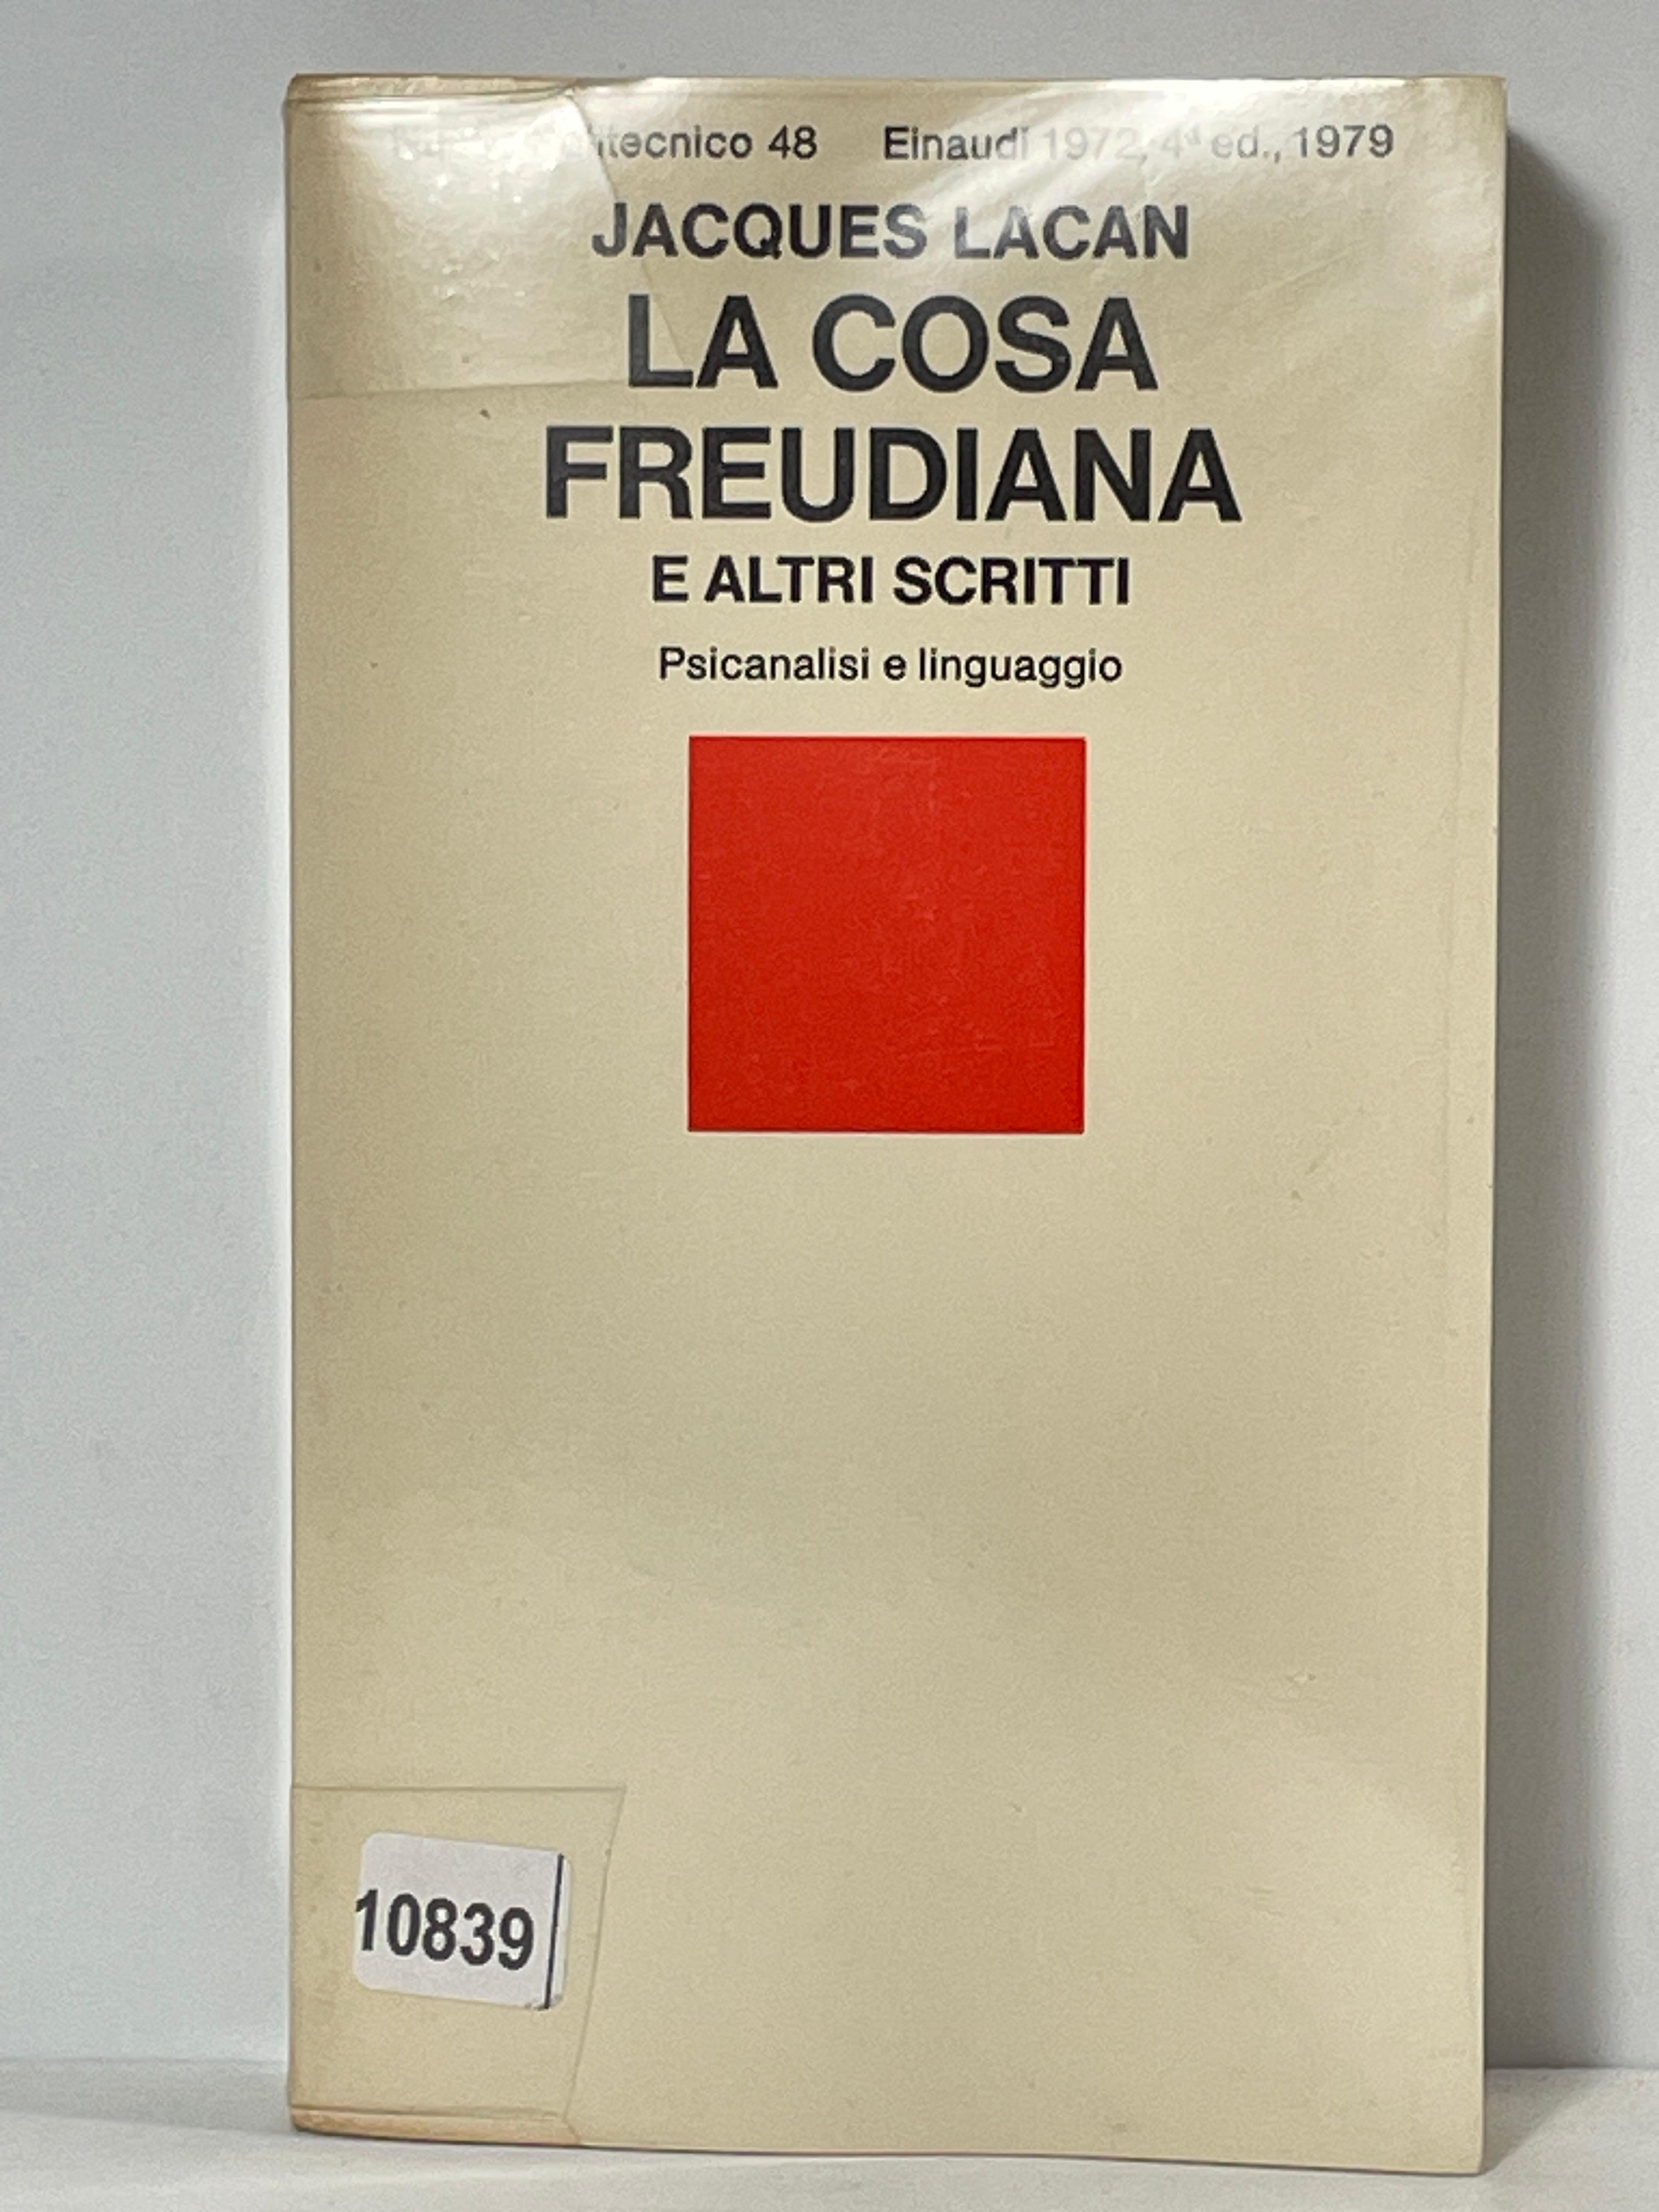 itecnico 48 Einaudi 1972, 4ª ed., 1979
JACQUES LACAN
LA COSA
FREUDIANA
E ALTRI SCRITTI
Psicanalisi e linguaggio
10839